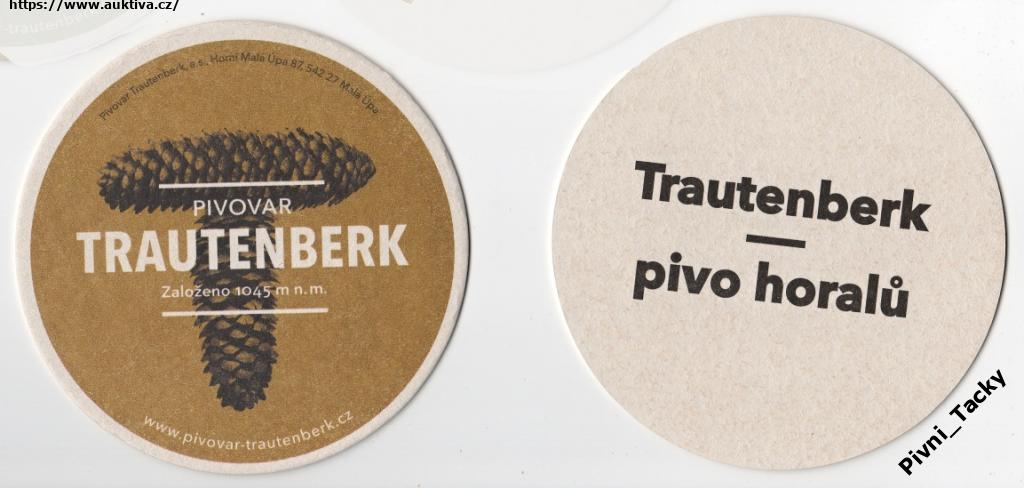 https://www.auktiva.cz/
Pivovar Trautenberk, a.s., Horní Malá Úpa 87, 542 27 Malá Úpa
PIVOVAR
TRAUTENBERK
Založeno 1045 m n. m.
www.pivovar-trautenberk.cz
Trautenberk
pivo horalů
Pivni_Tacky